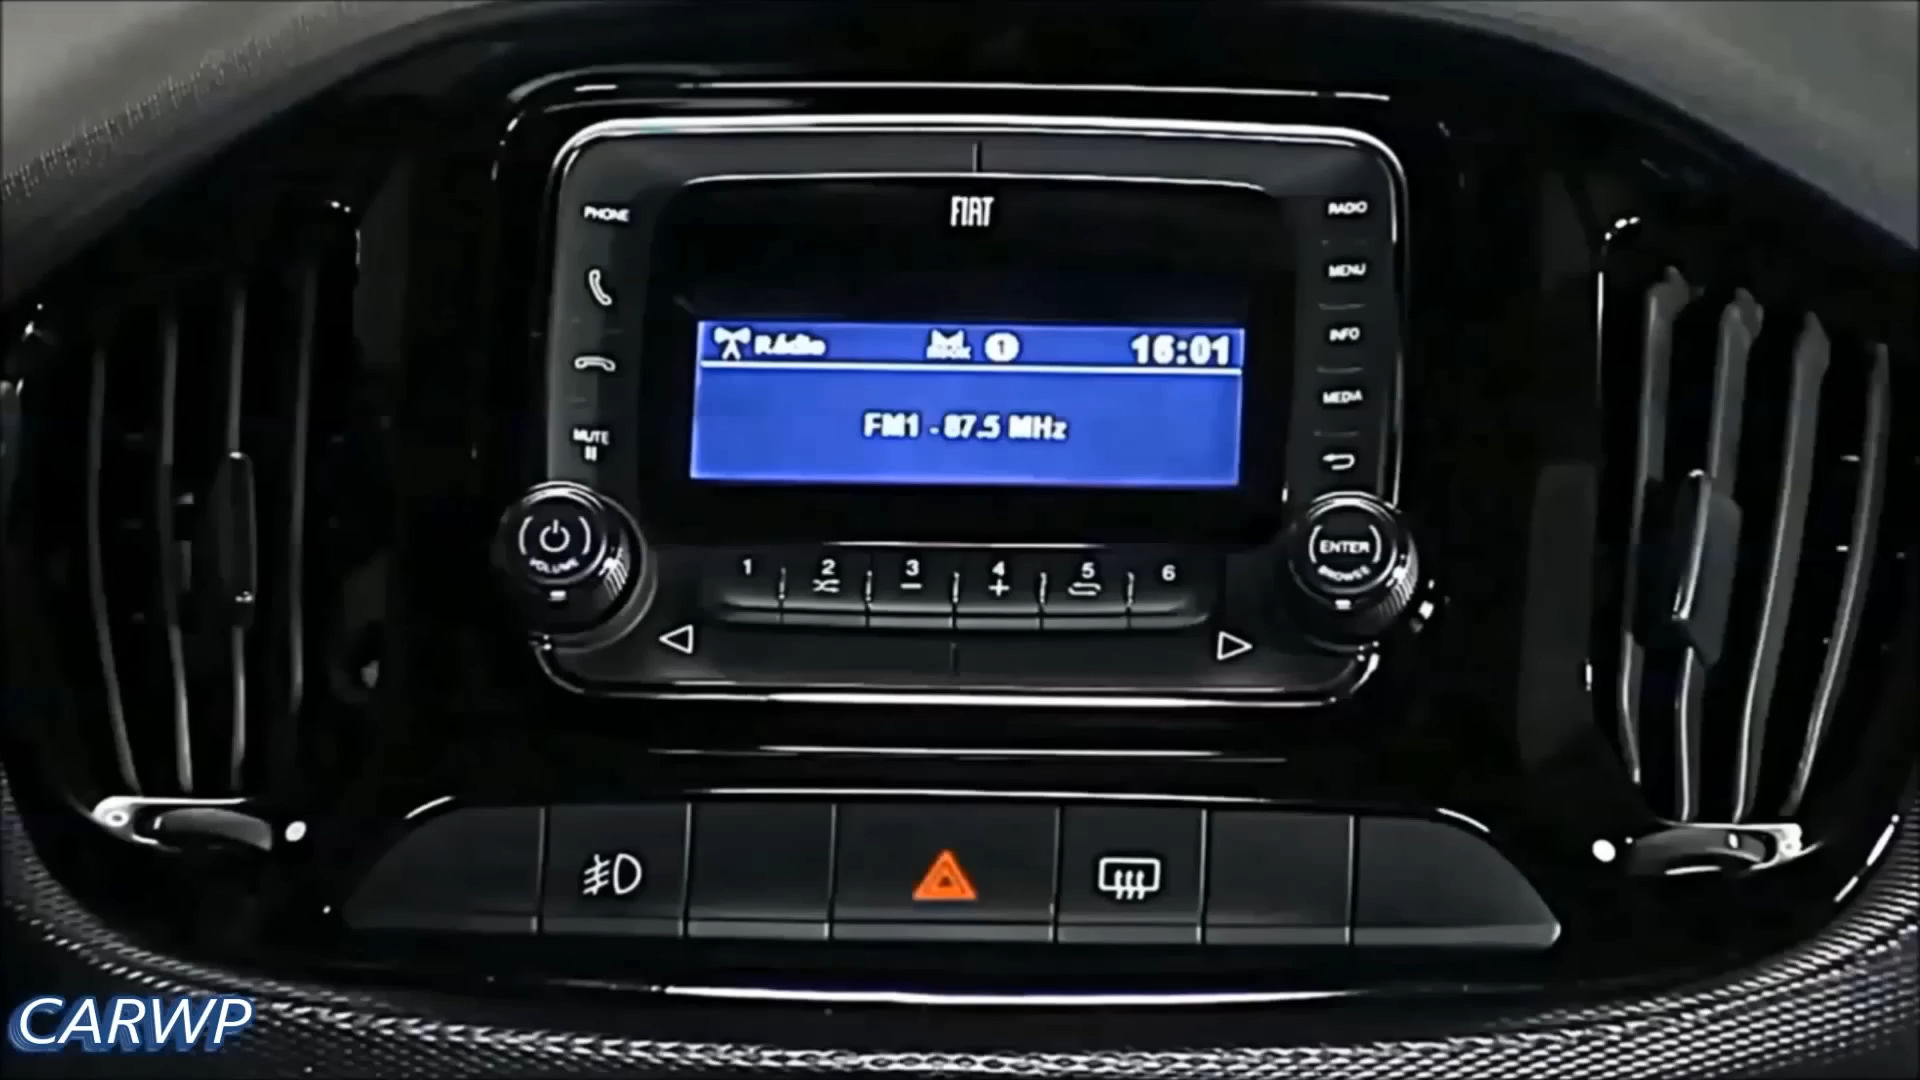 FIAT
PHONE
RADIO
MENU
INFO
MEDIA
MUTE
Rádio
1
16:01
FM1 - 87.5 MHz
VOLUME
ENTER
BROWSE
1 2 3 4 5 6
CARWP